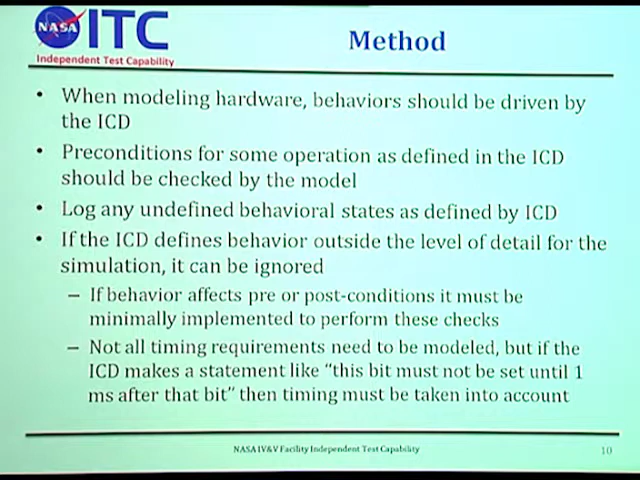 NASA ITC
Independent Test Capability
Method
• When modeling hardware, behaviors should be driven by
the ICD
• Preconditions for some operation as defined in the ICD
should be checked by the model
• Log any undefined behavioral states as defined by ICD
• If the ICD defines behavior outside the level of detail for the
simulation, it can be ignored
– If behavior affects pre or post-conditions it must be
minimally implemented to perform these checks
– Not all timing requirements need to be modeled, but if the
ICD makes a statement like “this bit must not be set until 1
ms after that bit” then timing must be taken into account
NASA IV&V Facility Independent Test Capability
10